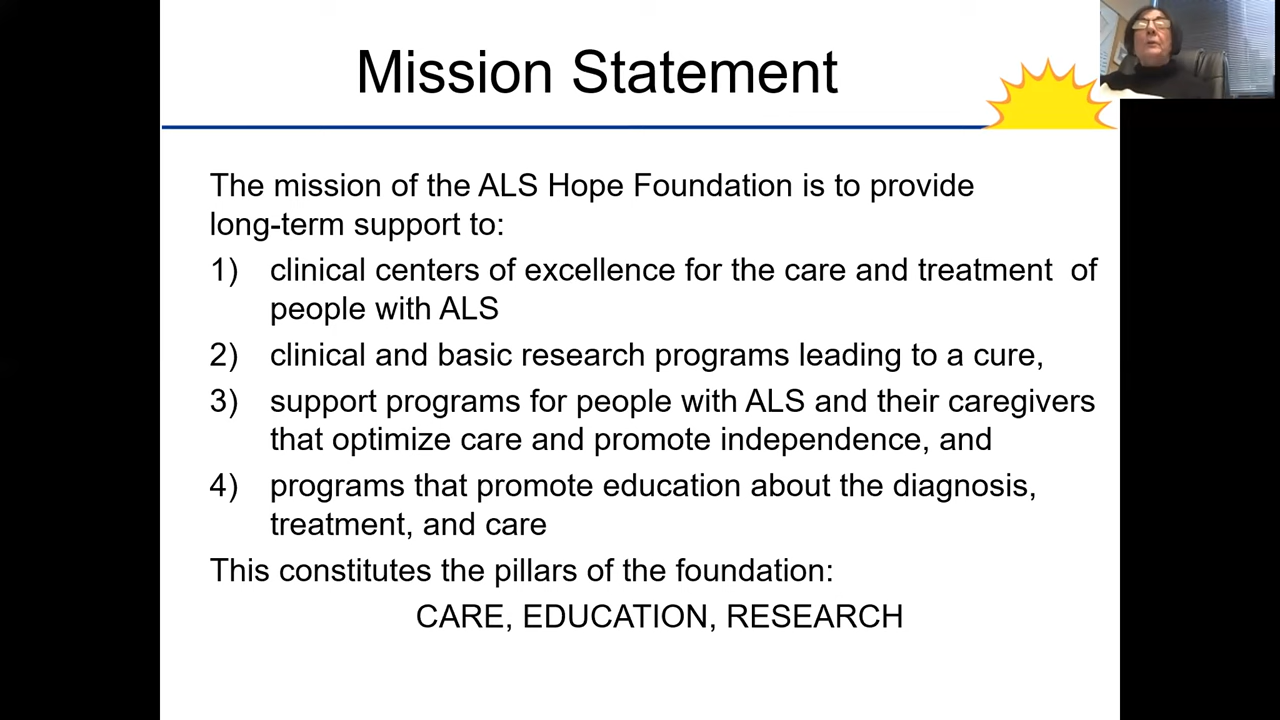 Mission Statement
The mission of the ALS Hope Foundation is to provide
long-term support to:
1) clinical centers of excellence for the care and treatment of
people with ALS
2) clinical and basic research programs leading to a cure,
3) support programs for people with ALS and their caregivers
that optimize care and promote independence, and
4) programs that promote education about the diagnosis,
treatment, and care
This constitutes the pillars of the foundation:
CARE, EDUCATION, RESEARCH